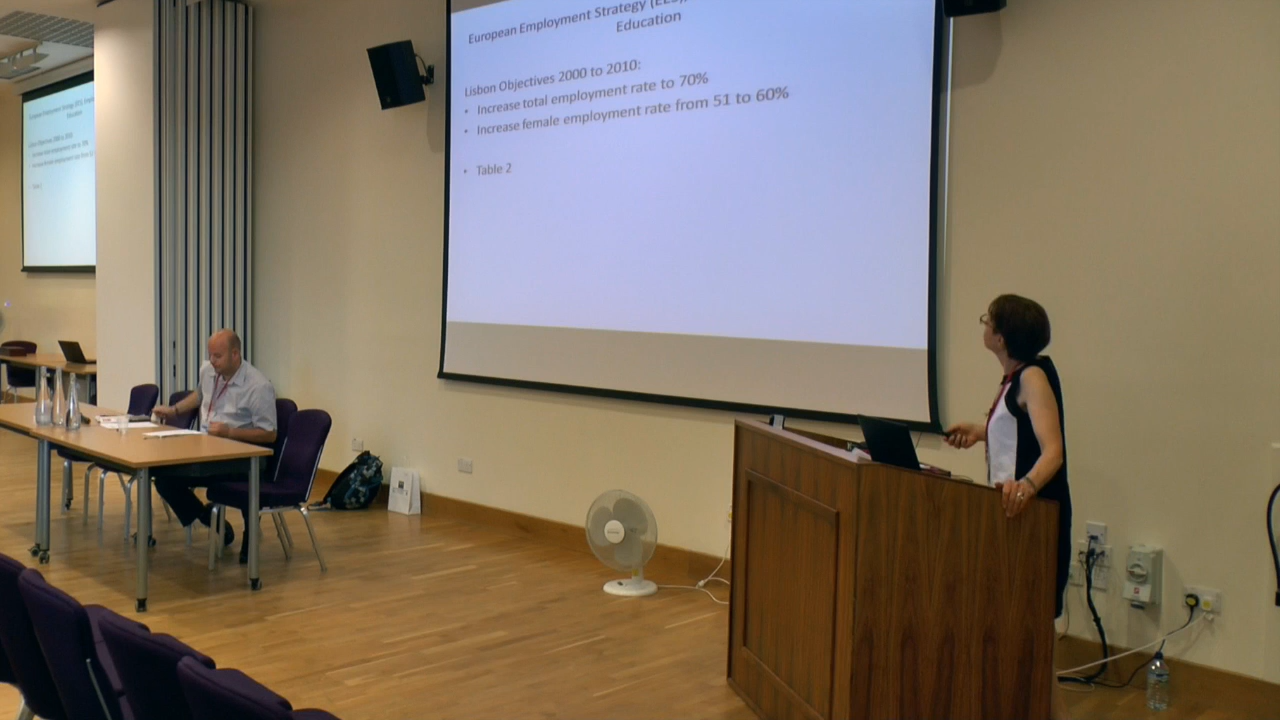 European Employment Strategy (EES),
Education
Lisbon Objectives 2000 to 2010:
• Increase total employment rate to 70%
• Increase female employment rate from 51 to 60%
• Table 2